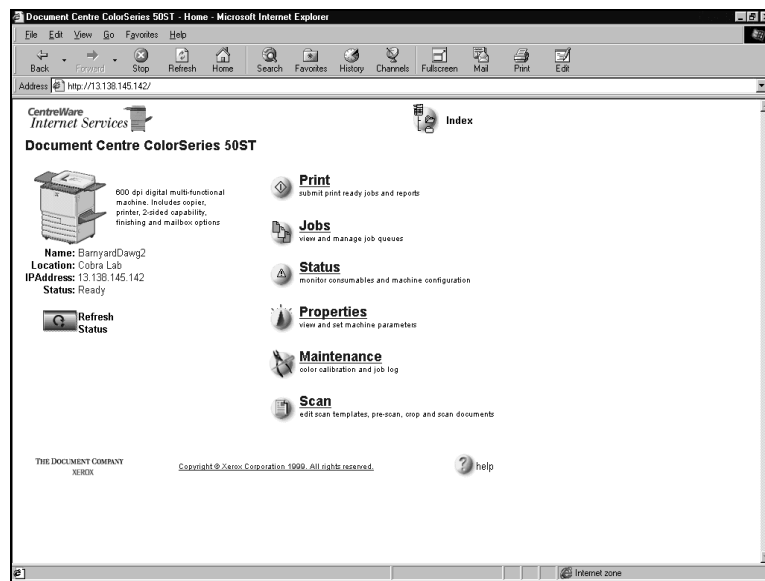 Document Centre ColorSeries 50ST - Home - Microsoft Internet Explorer
File Edit View Go Favorites Help
Back Forward Stop Refresh Home Search Favorites History Channels Fullscreen Mail Print Edit
Address http://13.138.145.142/
CentreWare
Internet Services
Index
Document Centre ColorSeries 50ST
600 dpi digital multi-functional
machine. Includes copier,
printer, 2-sided capability,
finishing and mailbox options
Name: BarnyardDawg2
Location: Cobra Lab
IPAddress: 13.138.145.142
Status: Ready
Refresh
Status
Print
submit print ready jobs and reports
Jobs
view and manage job queues
Status
monitor consumables and machine configuration
Properties
view and set machine parameters
Maintenance
color calibration and job log
Scan
edit scan templates, pre-scan, crop and scan documents
THE DOCUMENT COMPANY
XEROX
Copyright © Xerox Corporation 1999. All rights reserved.
help
Internet zone